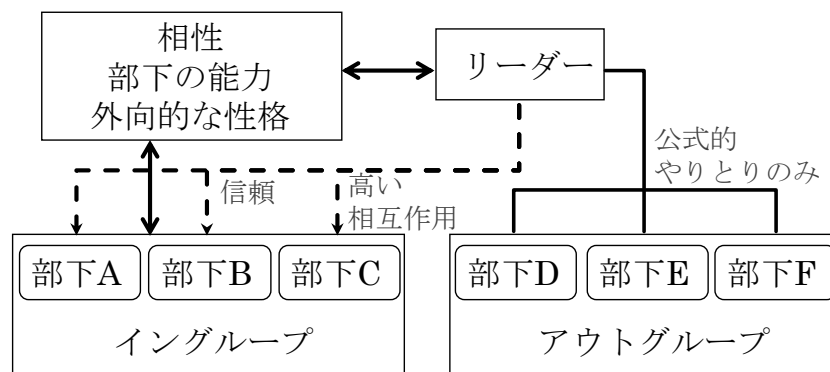 相性
部下の能力
外向的な性格
リーダー
公式的
やりとりのみ
信頼
高い
相互作用
部下A
部下B
部下C
部下D
部下E
部下F
イングループ
アウトグループ